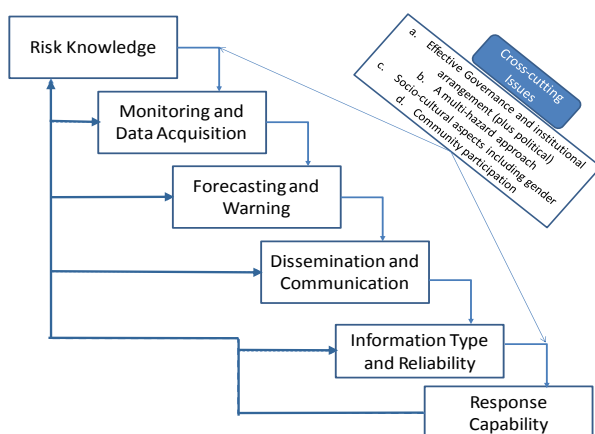 Risk Knowledge
Monitoring and
Data Acquisition
Forecasting and
Warning
Dissemination and
Communication
Information Type
and Reliability
Response
Capability
Cross-cutting
Issues
a. Effective Governance and institutional
arrangement (plus political)
b. A multi-hazard approach
c. Socio-cultural aspects including gender
d. Community participation